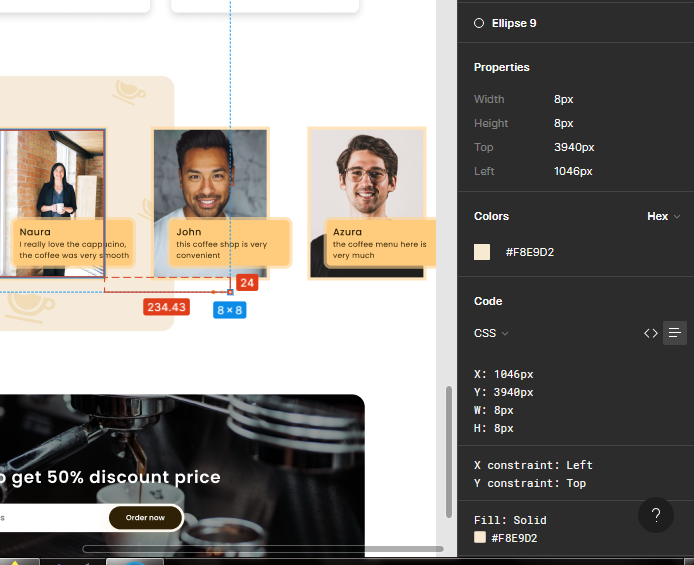 Ellipse 9
Properties
Width 8px
Height 8px
Top 3940px
Left 1046px
Colors Hex
#F8E9D2
Code
CSS
X: 1046px
Y: 3940px
W: 8px
H: 8px
X constraint: Left
Y constraint: Top
Fill: Solid
#F8E9D2
?
Naura
I really love the cappucino,
the coffee was very smooth
John
this coffee shop is very
convenient
Azura
the coffee menu here is
very much
24
234.43
8 × 8
o get 50% discount price
s
Order now